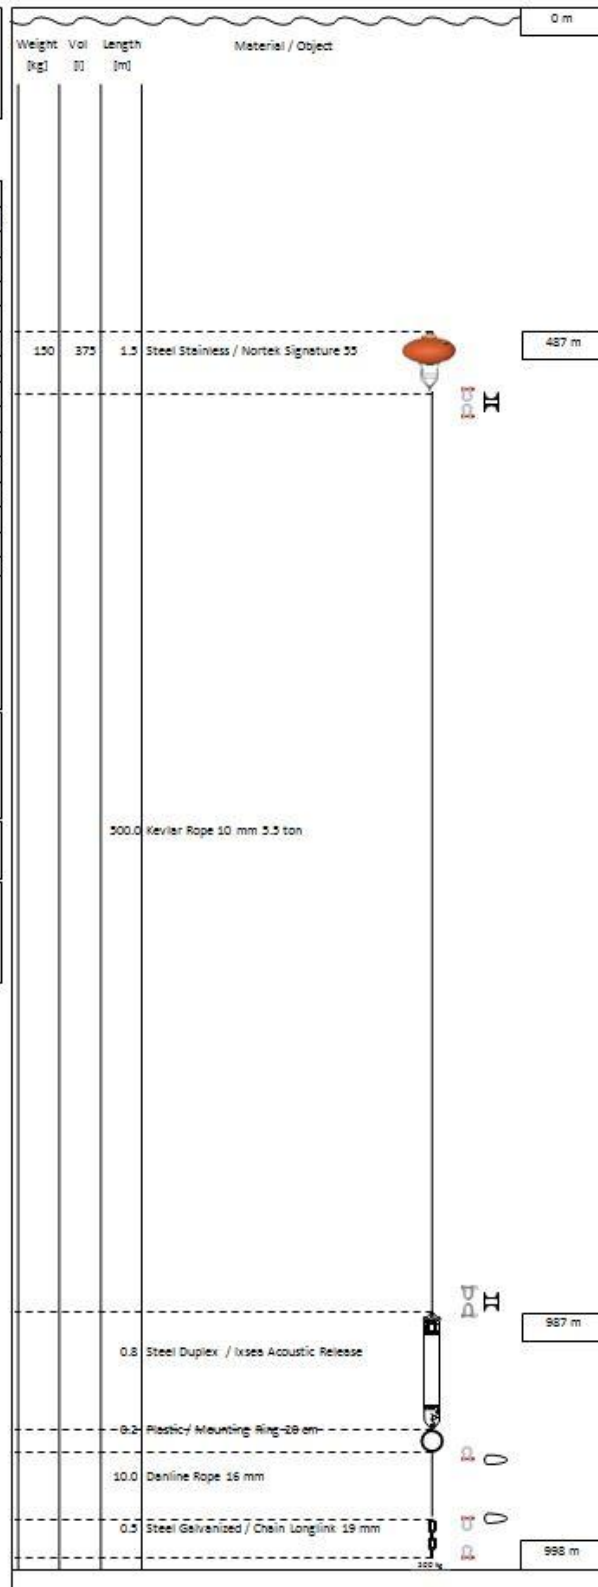 0 m
Weight Vol Length Material / Object
[kg] [l] [m]
487 m
150 375 1.5 Steel Stainless / Nortek Signature 55
500.0 Kevlar Rope 10 mm 5.5 ton
987 m
0.8 Steel Duplex / Ixsea Acoustic Release
0.2 Plastic / Mounting Ring 20 cm
10.0 Danline Rope 16 mm
0.5 Steel Galvanized / Chain Longlink 19 mm
998 m